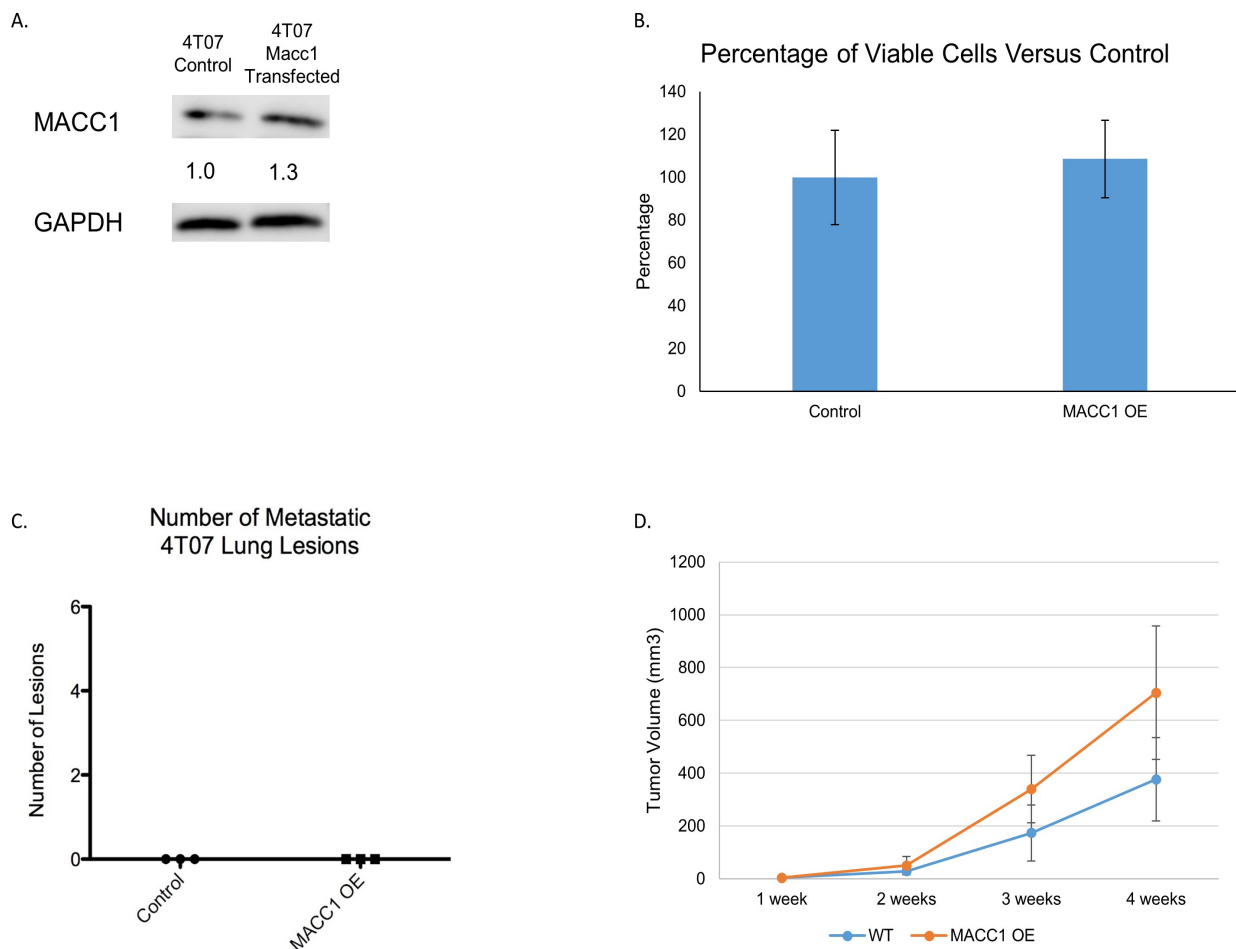 A.
4T07
Control
4T07
Macc1
Transfected
MACC1
1.0
1.3
GAPDH
B.
Percentage of Viable Cells Versus Control
140
120
100
80
60
40
20
0
Percentage
Control
MACC1 OE
C.
Number of Metastatic
4T07 Lung Lesions
6
4
2
0
Number of Lesions
Control
MACC1 OE
D.
1200
1000
800
600
400
200
0
Tumor Volume (mm3)
1 week
2 weeks
3 weeks
4 weeks
WT
MACC1 OE